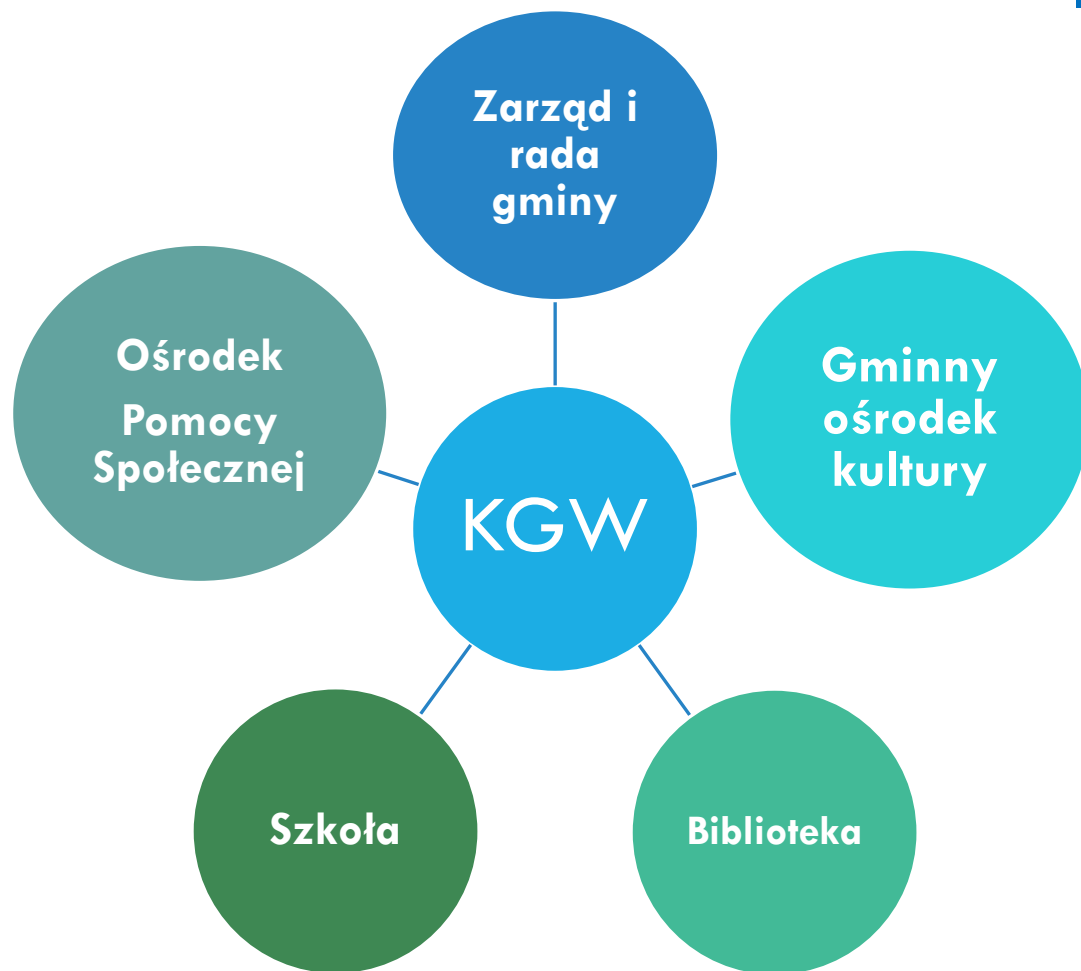 Zarząd i
rada
gminy
Ośrodek
Pomocy
Społecznej
Gminny
ośrodek
kultury
KGW
Szkoła
Biblioteka